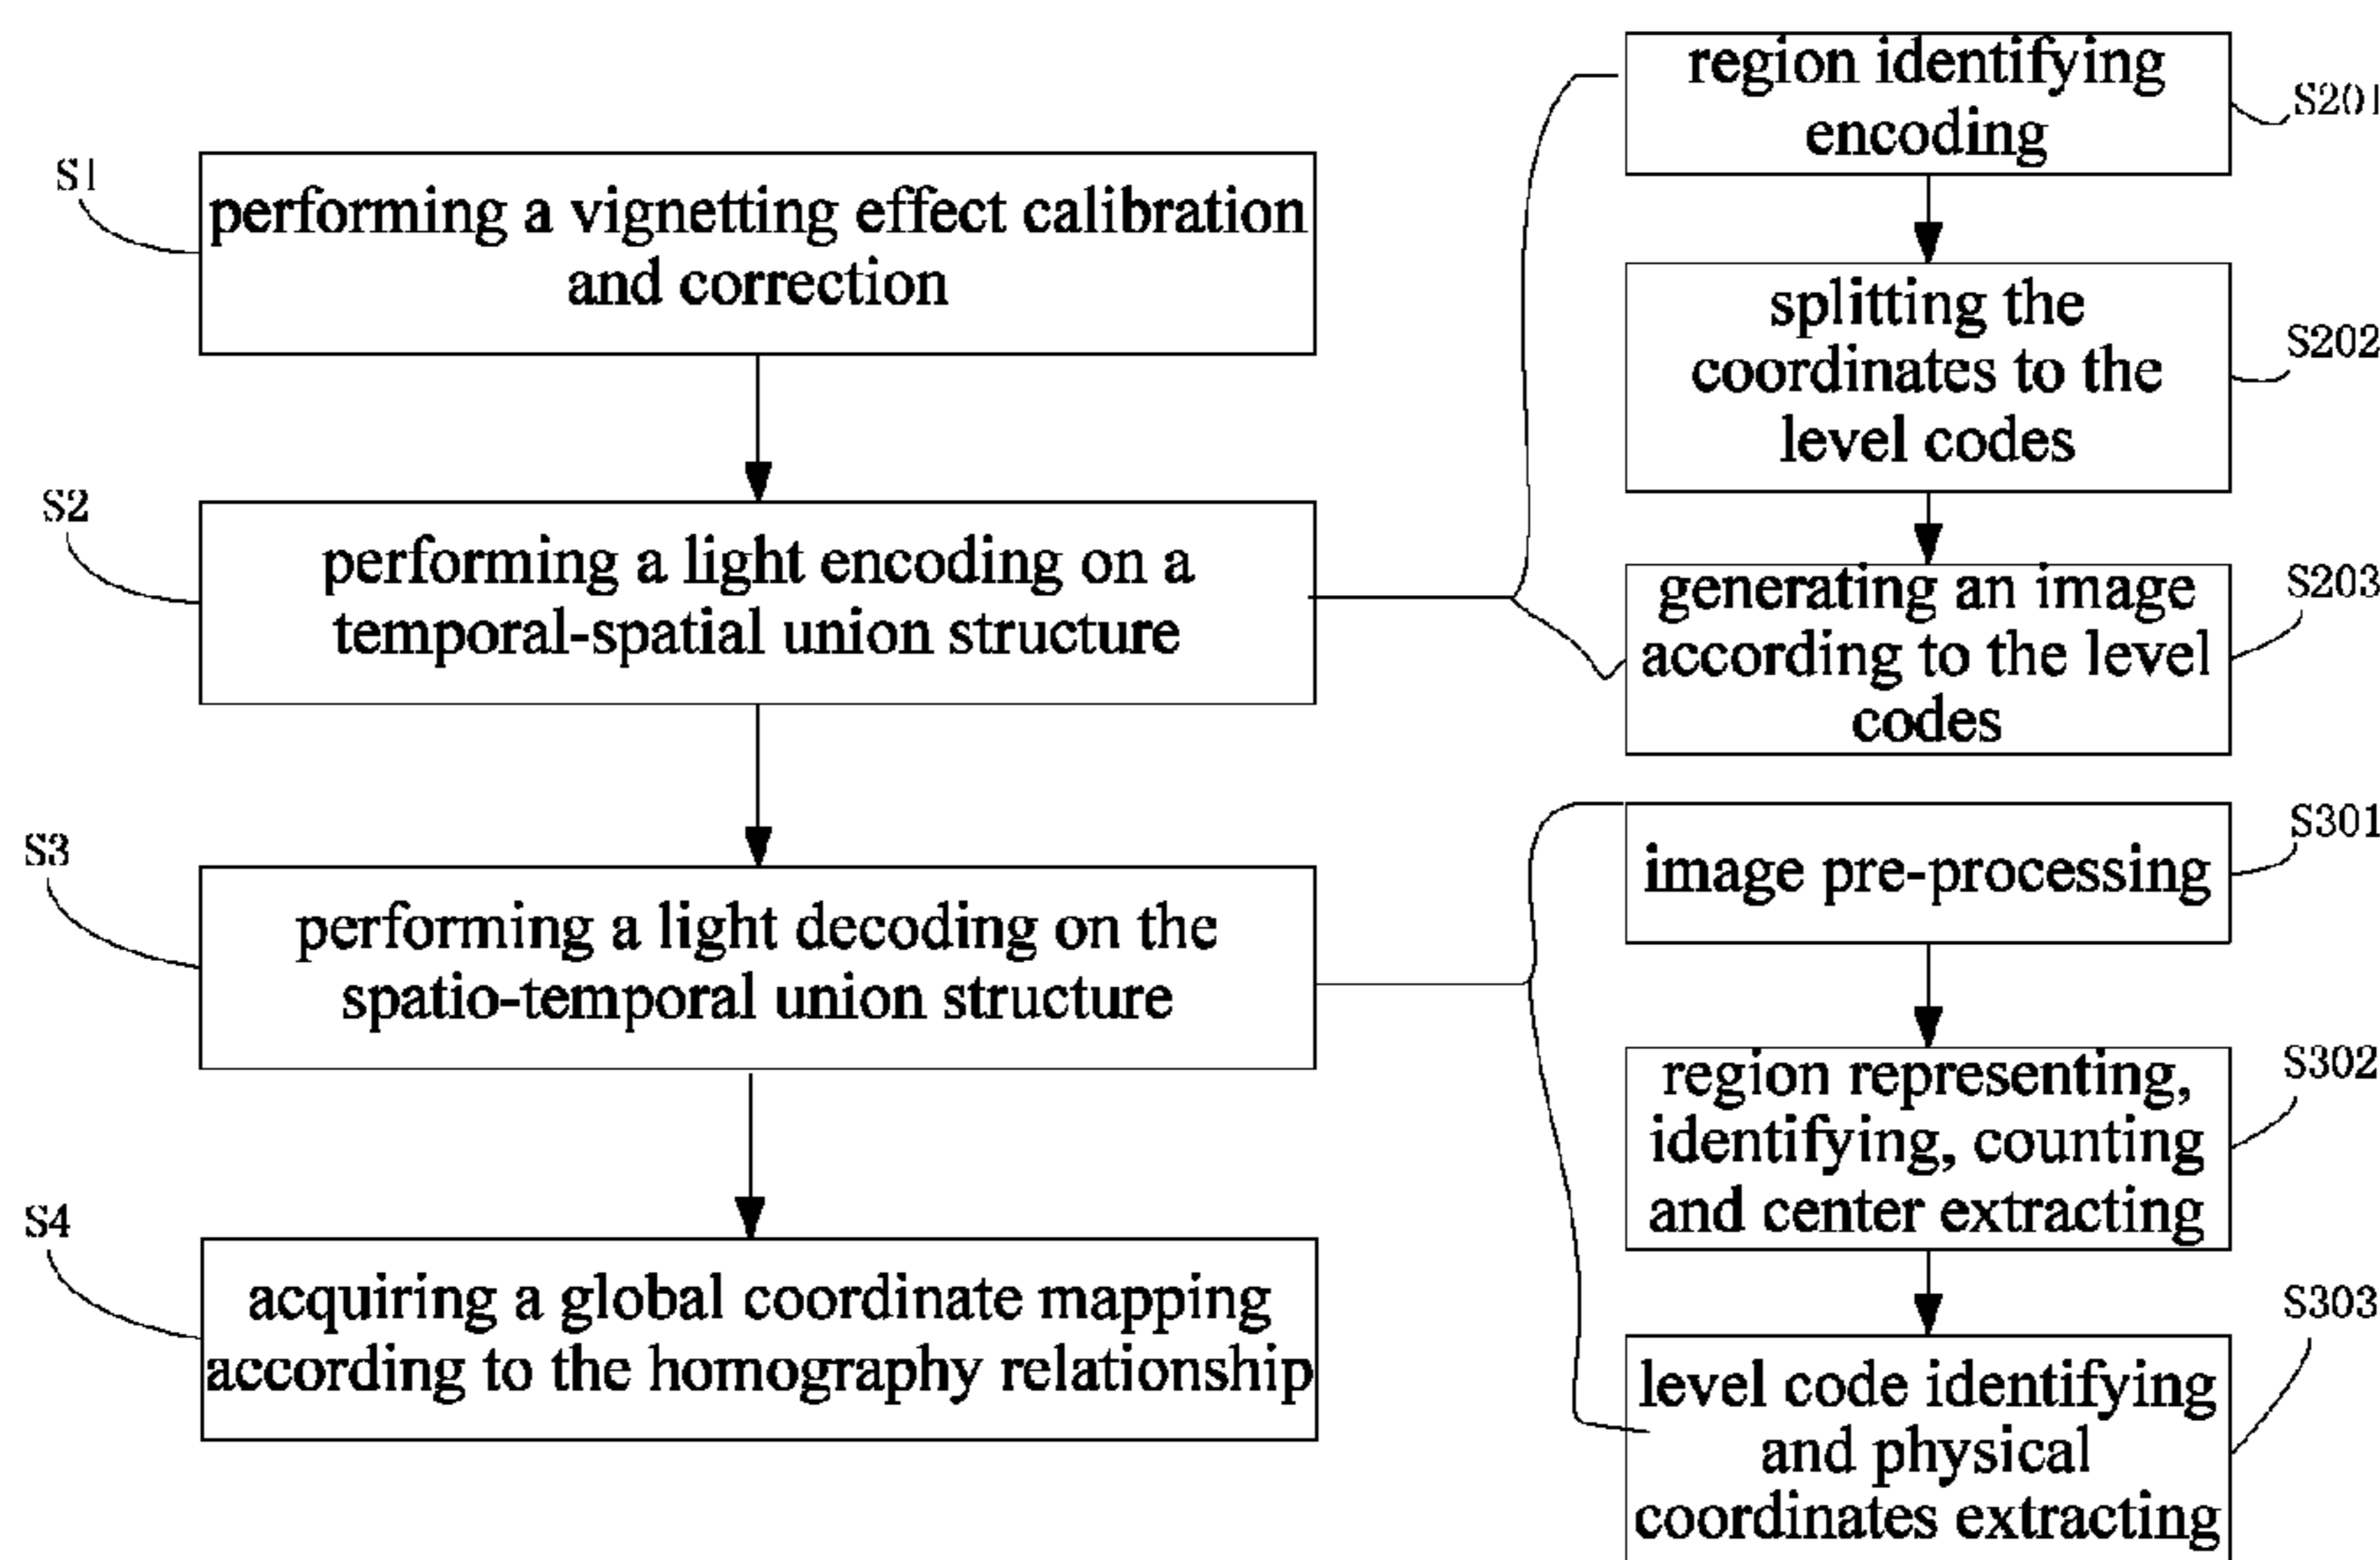 S1
performing a vignetting effect calibration
and correction
S2
performing a light encoding on a
temporal-spatial union structure
S3
performing a light decoding on the
spatio-temporal union structure
S4
acquiring a global coordinate mapping
according to the homography relationship
region identifying
encoding
S201
splitting the
coordinates to the
level codes
S202
generating an image
according to the level
codes
S203
image pre-processing
S301
region representing,
identifying, counting
and center extracting
S302
level code identifying
and physical
coordinates extracting
S303